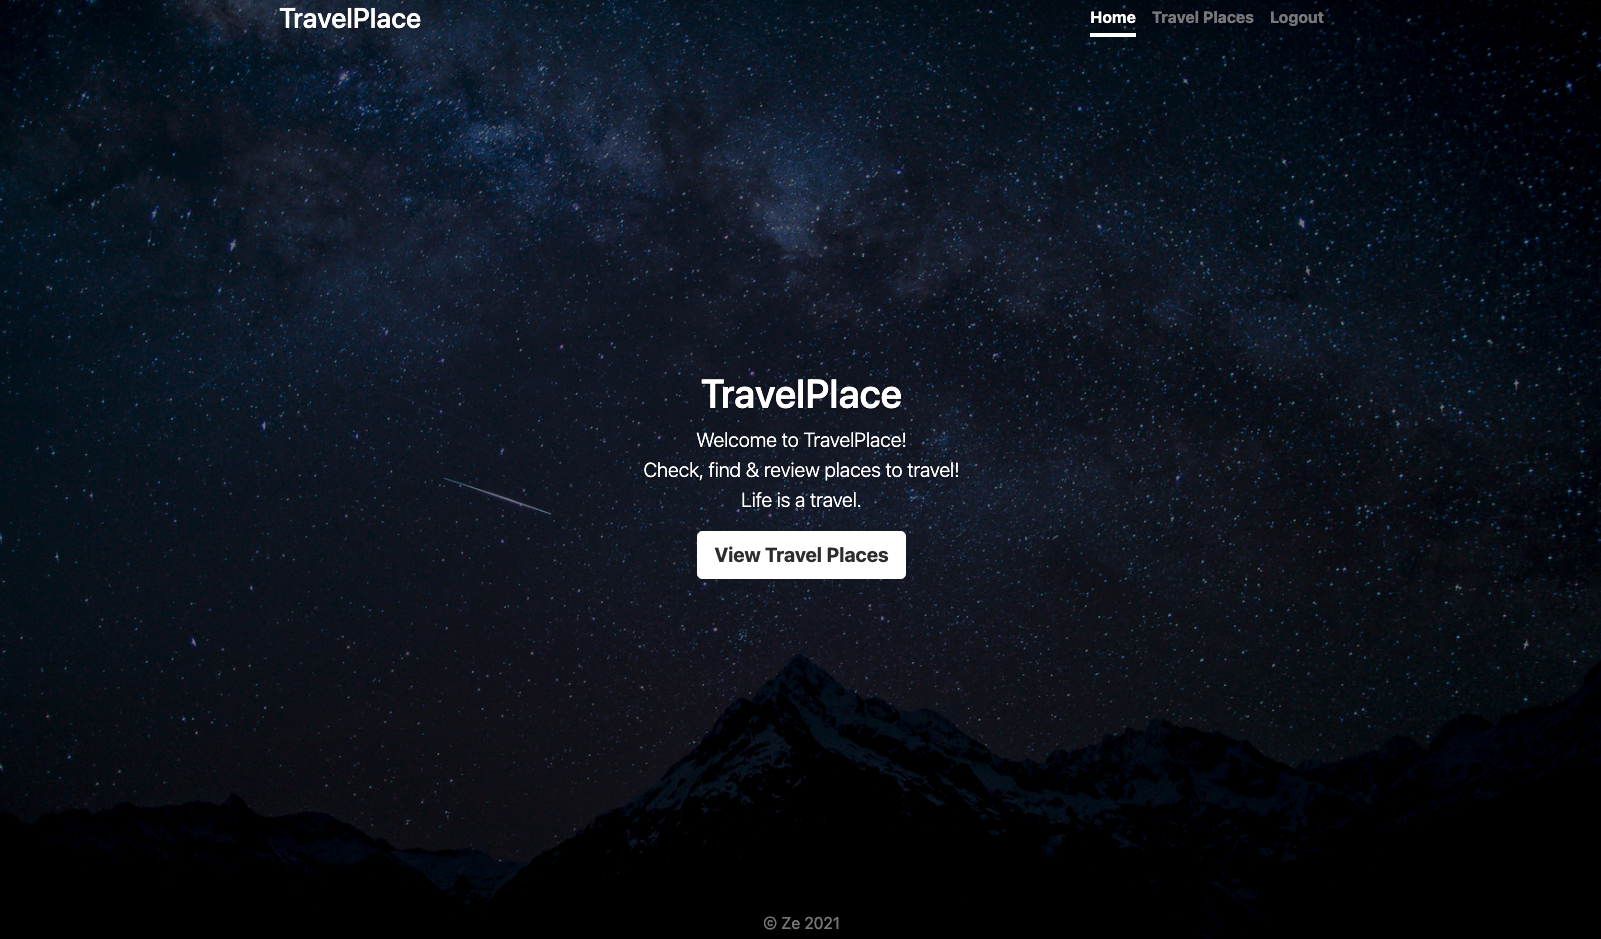 TravelPlace
Home Travel Places Logout
TravelPlace
Welcome to TravelPlace!
Check, find & review places to travel!
Life is a travel.
View Travel Places
© Ze 2021